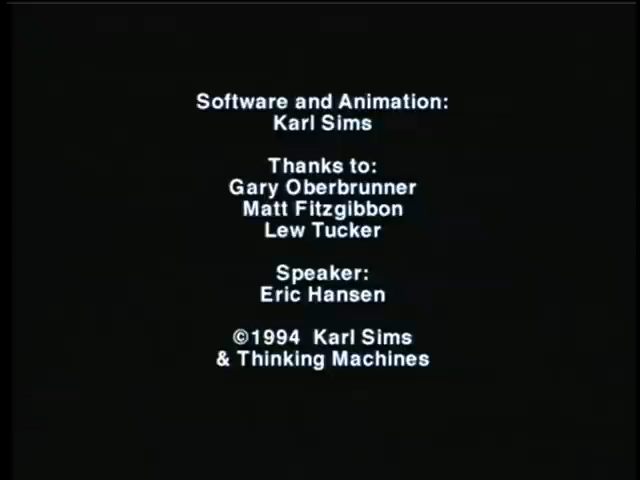 Software and Animation:
Karl Sims
Thanks to:
Gary Oberbrunner
Matt Fitzgibbon
Lew Tucker
Speaker:
Eric Hansen
©1994 Karl Sims
& Thinking Machines